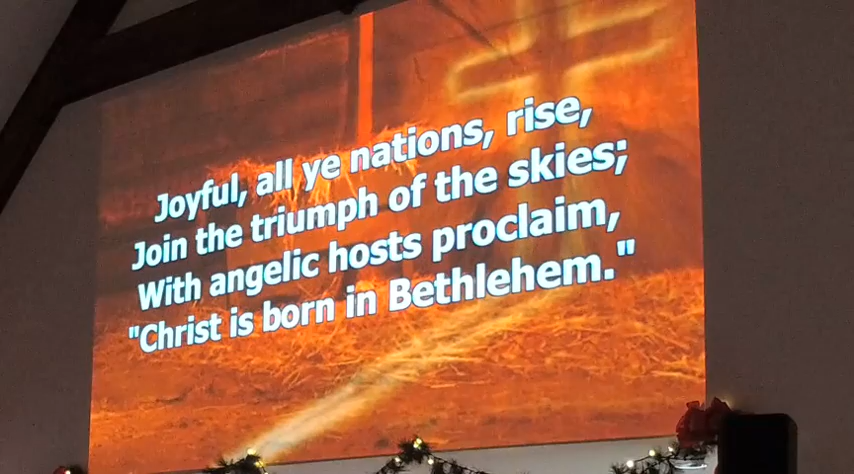 Joyful, all ye nations, rise,
Join the triumph of the skies;
With angelic hosts proclaim,
"Christ is born in Bethlehem."